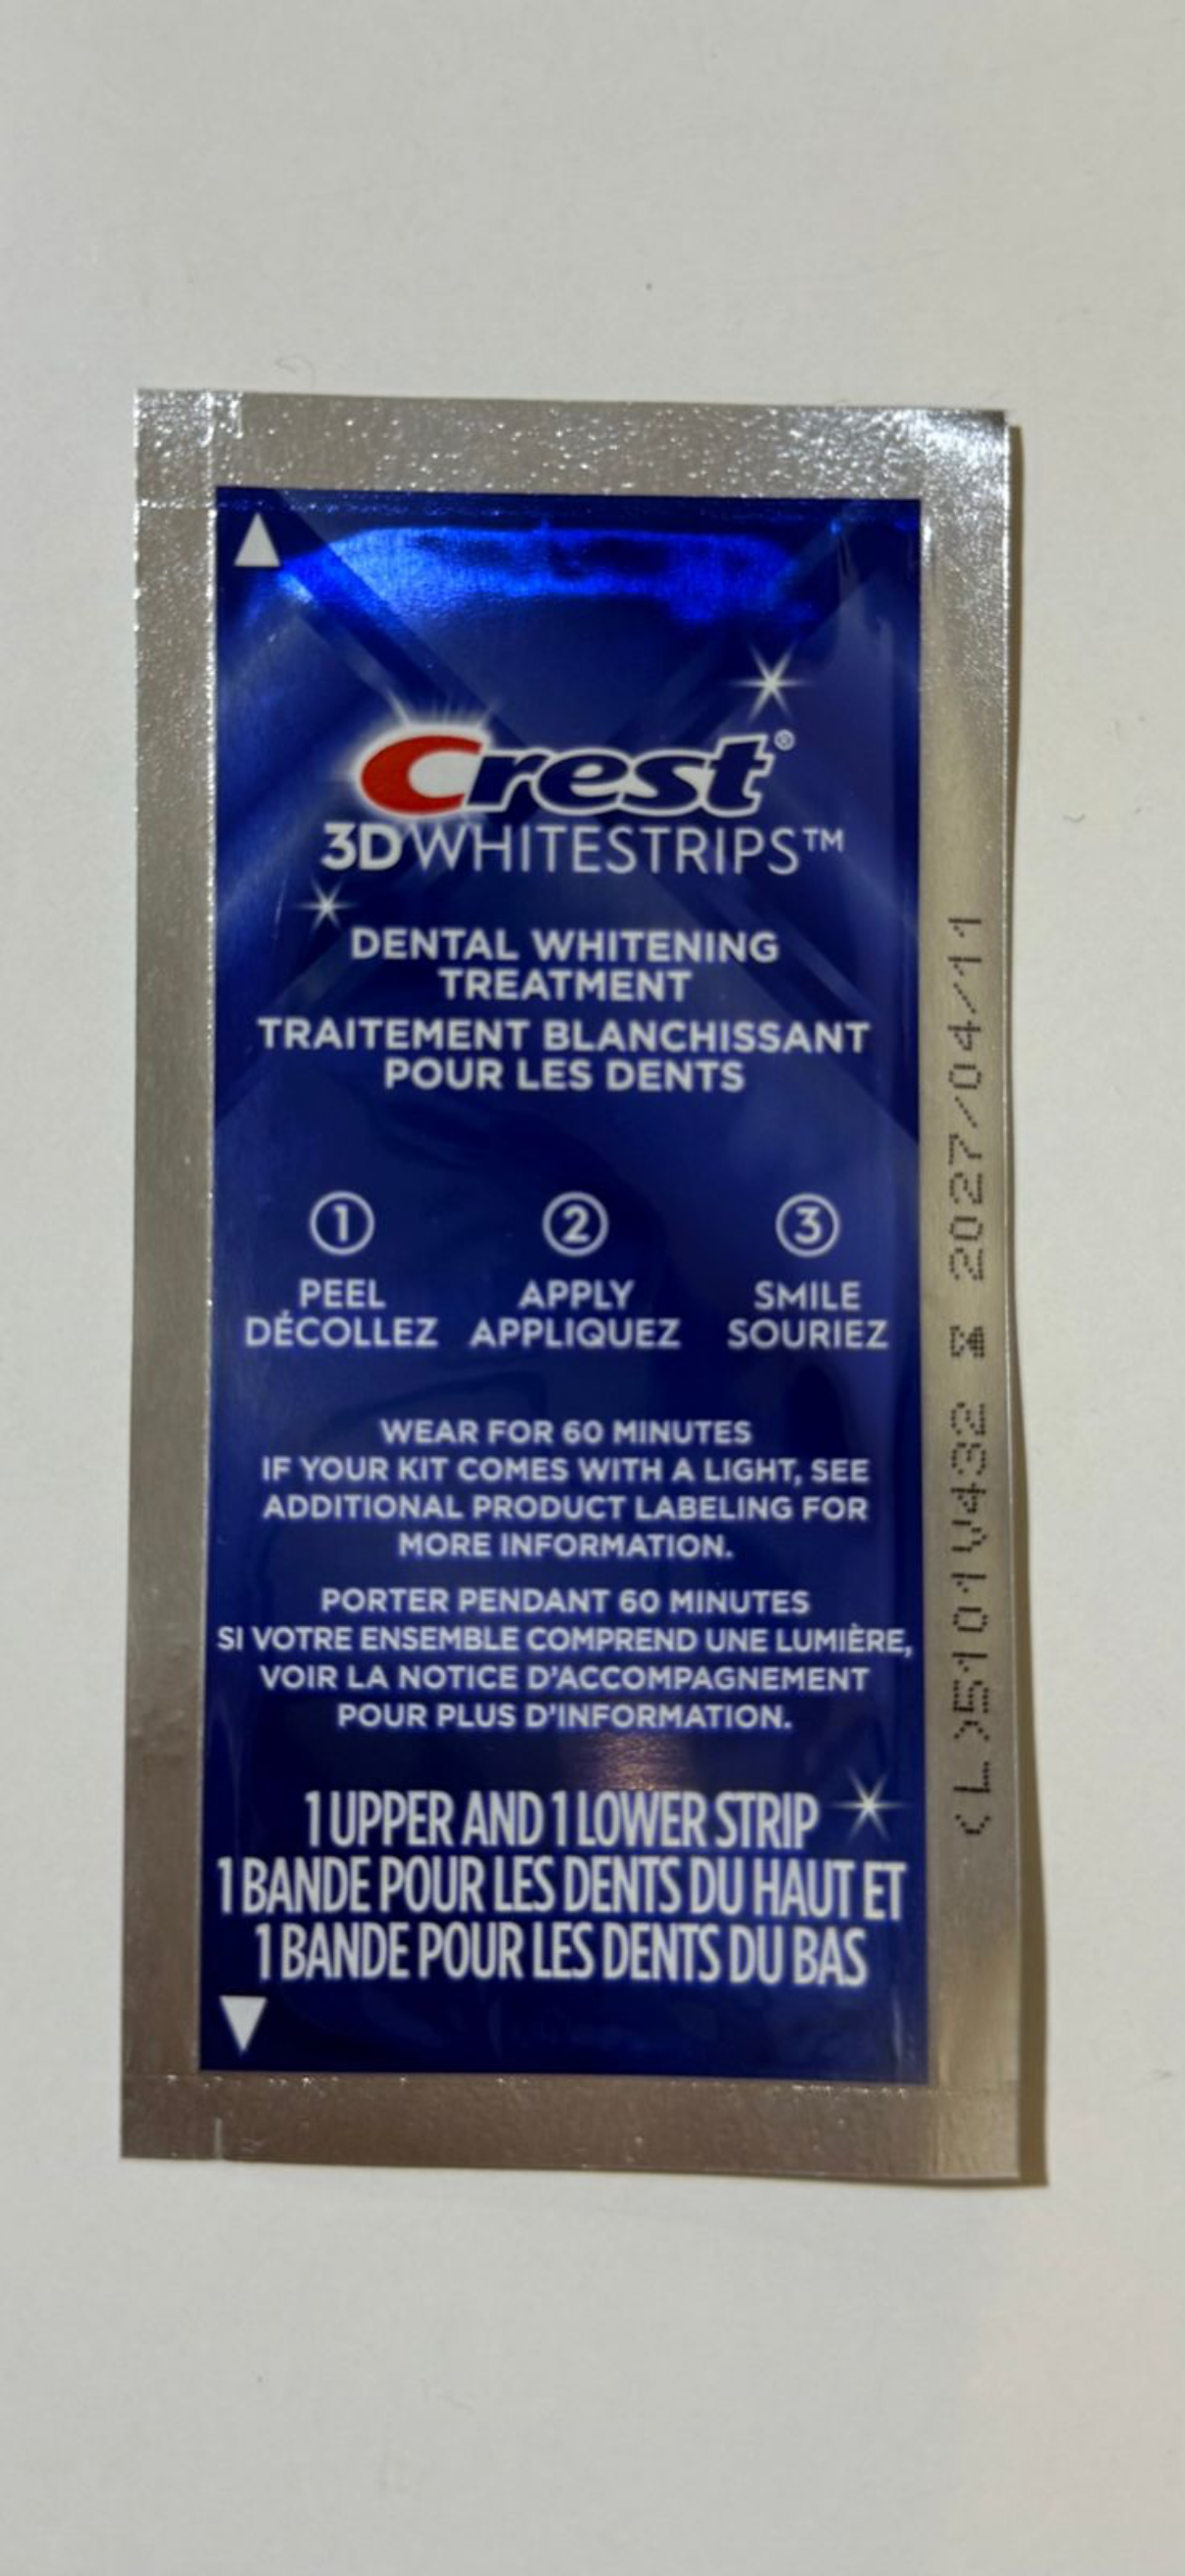 Crest®
3DWHITESTRIPS™
DENTAL WHITENING
TREATMENT
TRAITEMENT BLANCHISSANT
POUR LES DENTS
1 2 3
PEEL APPLY SMILE
DÉCOLLEZ APPLIQUEZ SOURIEZ
WEAR FOR 60 MINUTES
IF YOUR KIT COMES WITH A LIGHT, SEE
ADDITIONAL PRODUCT LABELING FOR
MORE INFORMATION.
PORTER PENDANT 60 MINUTES
SI VOTRE ENSEMBLE COMPREND UNE LUMIÈRE,
VOIR LA NOTICE D'ACCOMPAGNEMENT
POUR PLUS D'INFORMATION.
1 UPPER AND 1 LOWER STRIP
1 BANDE POUR LES DENTS DU HAUT ET
1 BANDE POUR LES DENTS DU BAS
(L)5101V432 ⌛ 2027/04/11